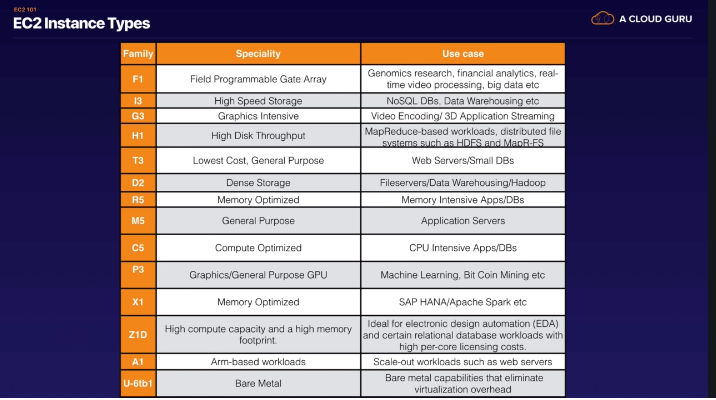 EC2 101
EC2 Instance Types
A CLOUD GURU
Family Speciality Use case
F1 Field Programmable Gate Array Genomics research, financial analytics, real-
time video processing, big data etc
I3 High Speed Storage NoSQL DBs, Data Warehousing etc
G3 Graphics Intensive Video Encoding/ 3D Application Streaming
H1 High Disk Throughput MapReduce-based workloads, distributed file
systems such as HDFS and MapR-FS
T3 Lowest Cost, General Purpose Web Servers/Small DBs
D2 Dense Storage Fileservers/Data Warehousing/Hadoop
R5 Memory Optimized Memory Intensive Apps/DBs
M5 General Purpose Application Servers
C5 Compute Optimized CPU Intensive Apps/DBs
P3 Graphics/General Purpose GPU Machine Learning, Bit Coin Mining etc
X1 Memory Optimized SAP HANA/Apache Spark etc
Z1D High compute capacity and a high memory
footprint. Ideal for electronic design automation (EDA)
and certain relational database workloads with
high per-core licensing costs.
A1 Arm-based workloads Scale-out workloads such as web servers
U-6tb1 Bare Metal Bare metal capabilities that eliminate
virtualization overhead